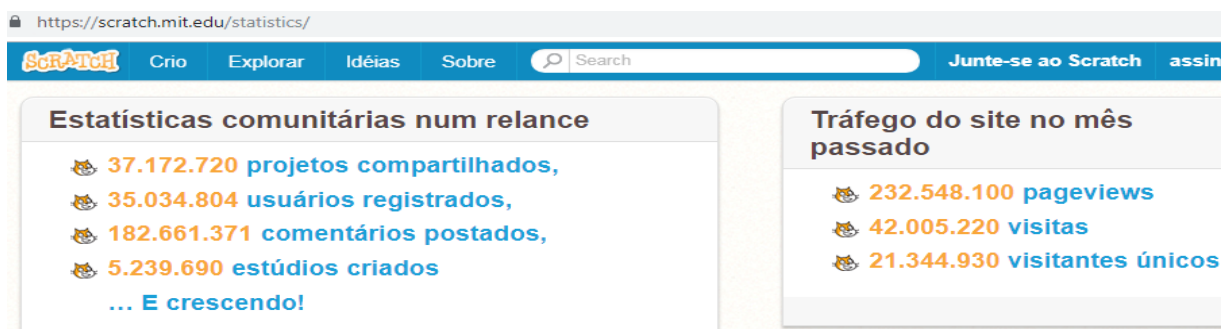 https://scratch.mit.edu/statistics/
SCRATCH Crio Explorar Idéias Sobre Search Junte-se ao Scratch assin
Estatísticas comunitárias num relance
37.172.720 projetos compartilhados,
35.034.804 usuários registrados,
182.661.371 comentários postados,
5.239.690 estúdios criados
... E crescendo!
Tráfego do site no mês
passado
232.548.100 pageviews
42.005.220 visitas
21.344.930 visitantes únicos